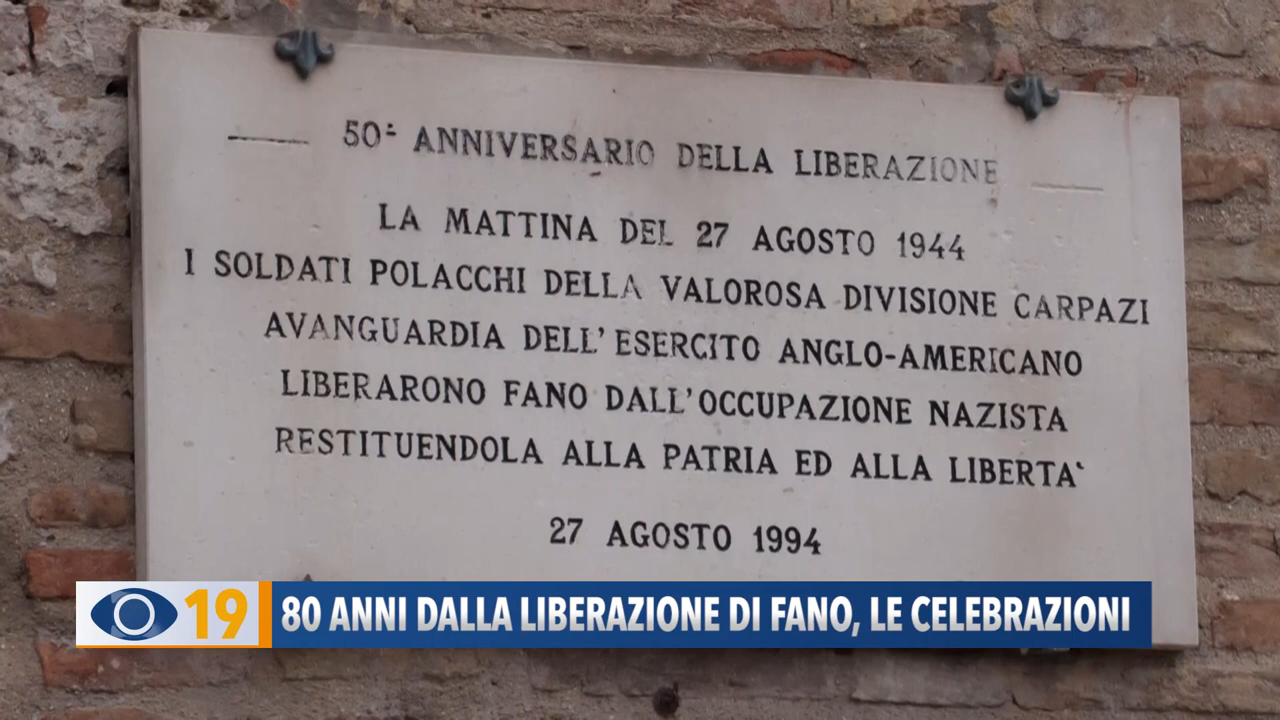 50ª ANNIVERSARIO DELLA LIBERAZIONE
LA MATTINA DEL 27 AGOSTO 1944
I SOLDATI POLACCHI DELLA VALOROSA DIVISIONE CARPAZI
AVANGUARDIA DELL'ESERCITO ANGLO-AMERICANO
LIBERARONO FANO DALL'OCCUPAZIONE NAZISTA
RESTITUENDOLA ALLA PATRIA ED ALLA LIBERTA'
27 AGOSTO 1994
19 80 ANNI DALLA LIBERAZIONE DI FANO, LE CELEBRAZIONI